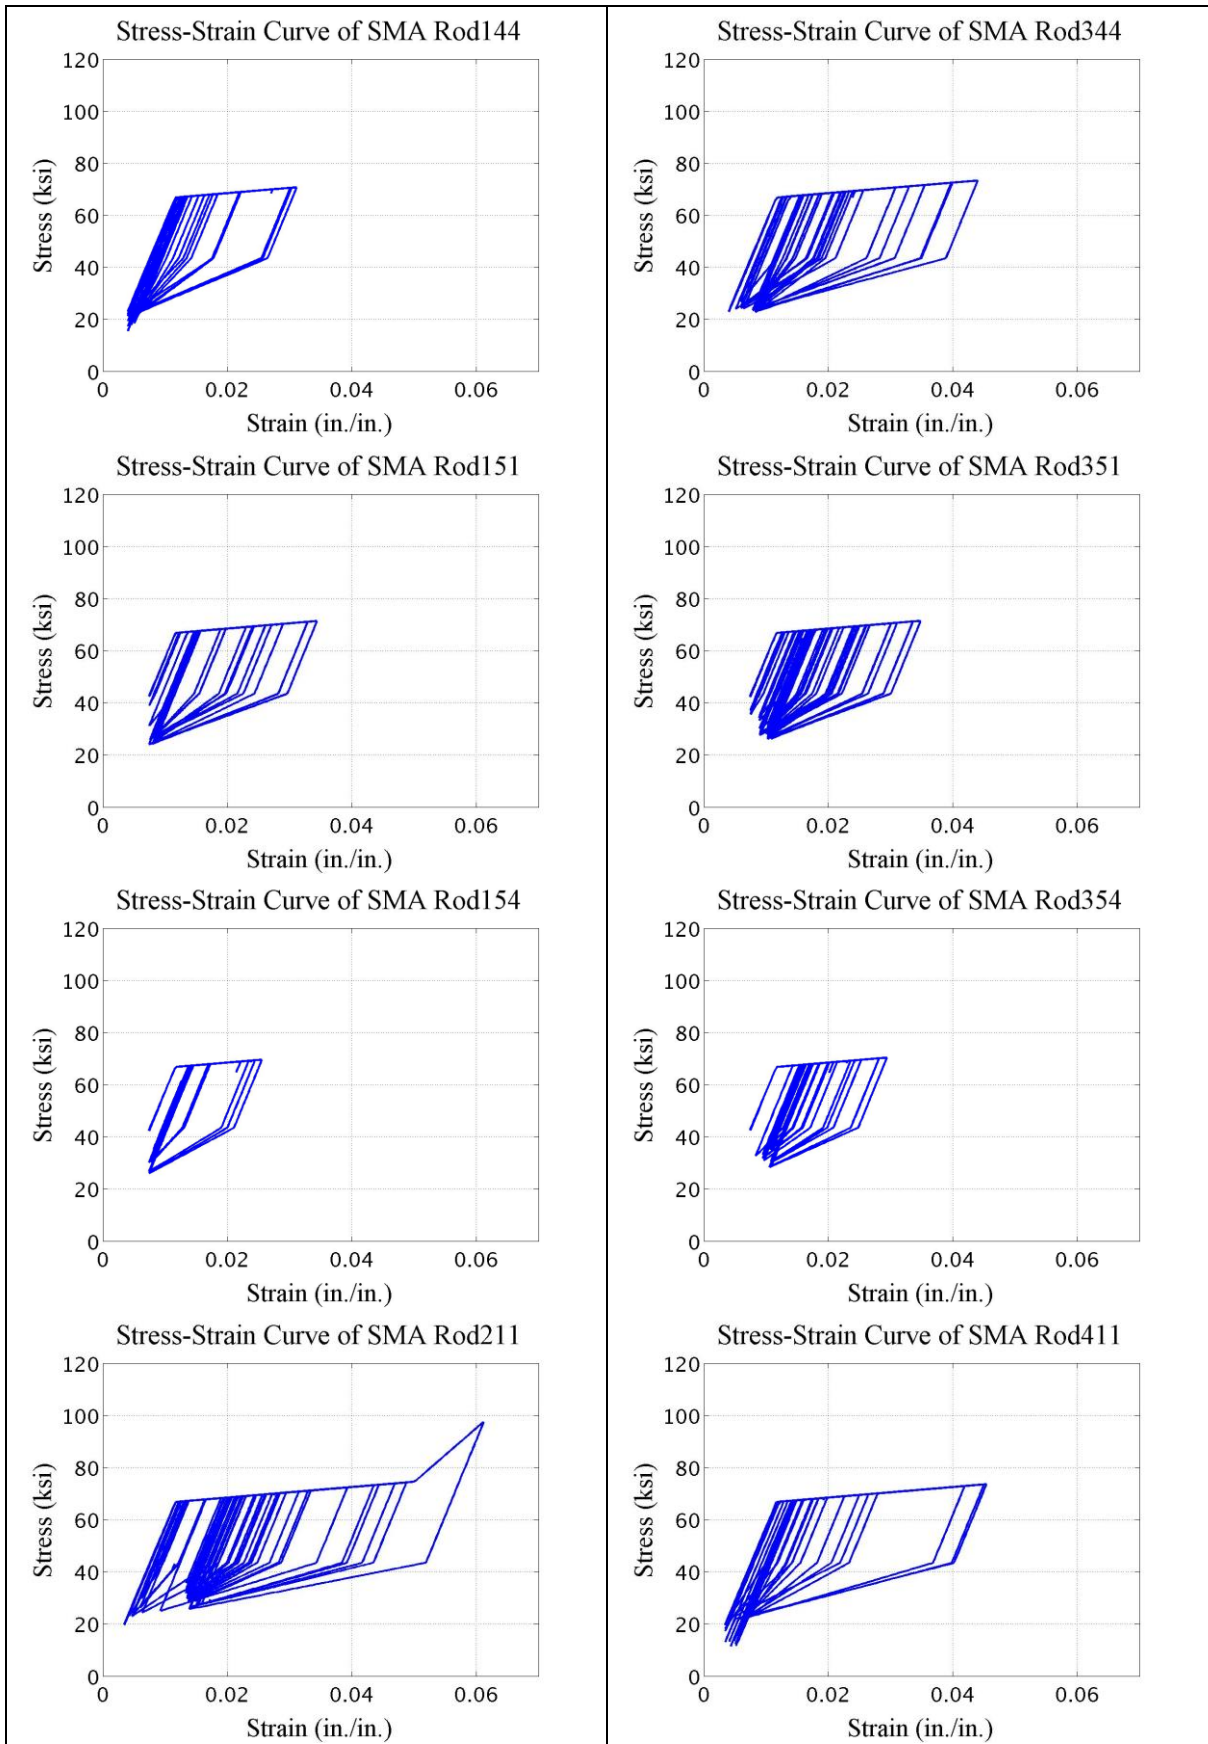 Stress-Strain Curve of SMA Rod144
120
100
80
60
40
20
0
Stress (ksi)
0 0.02 0.04 0.06
Strain (in./in.)
Stress-Strain Curve of SMA Rod344
120
100
80
60
40
20
0
Stress (ksi)
0 0.02 0.04 0.06
Strain (in./in.)
Stress-Strain Curve of SMA Rod151
120
100
80
60
40
20
0
Stress (ksi)
0 0.02 0.04 0.06
Strain (in./in.)
Stress-Strain Curve of SMA Rod351
120
100
80
60
40
20
0
Stress (ksi)
0 0.02 0.04 0.06
Strain (in./in.)
Stress-Strain Curve of SMA Rod154
120
100
80
60
40
20
0
Stress (ksi)
0 0.02 0.04 0.06
Strain (in./in.)
Stress-Strain Curve of SMA Rod354
120
100
80
60
40
20
0
Stress (ksi)
0 0.02 0.04 0.06
Strain (in./in.)
Stress-Strain Curve of SMA Rod211
120
100
80
60
40
20
0
Stress (ksi)
0 0.02 0.04 0.06
Strain (in./in.)
Stress-Strain Curve of SMA Rod411
120
100
80
60
40
20
0
Stress (ksi)
0 0.02 0.04 0.06
Strain (in./in.)